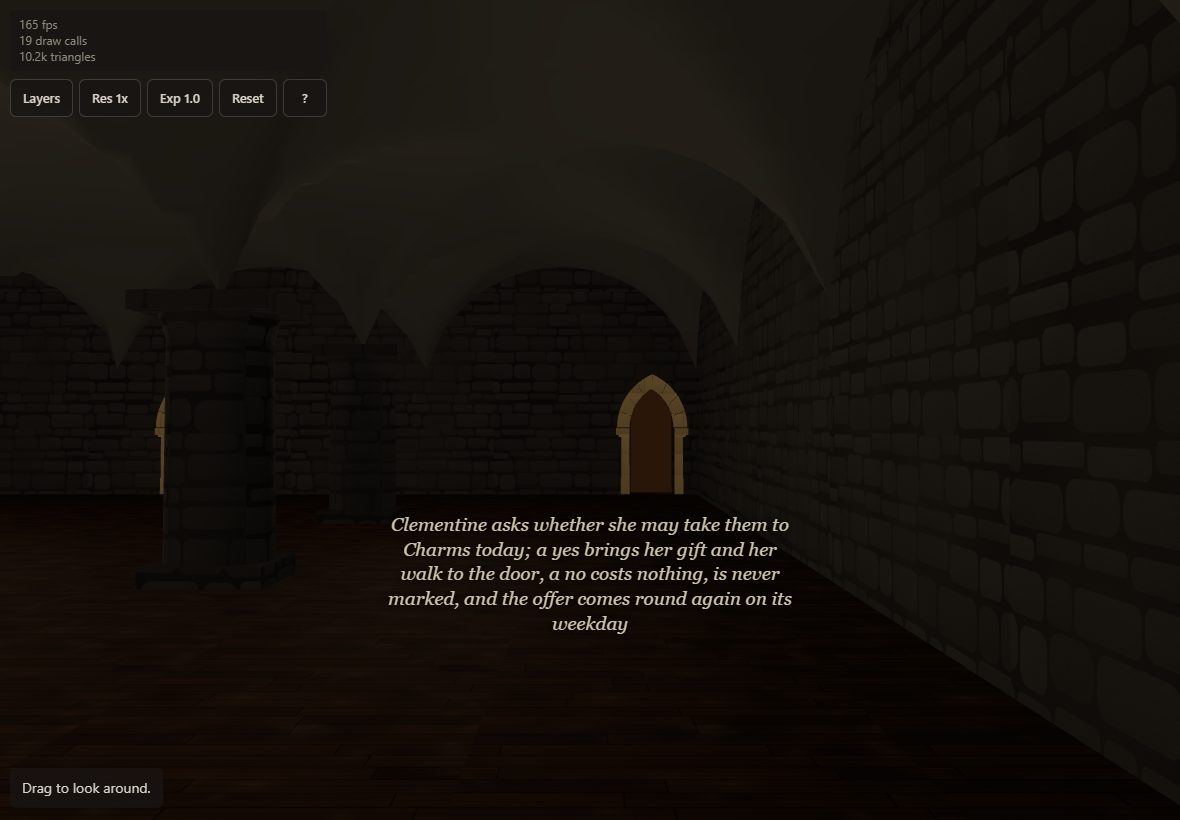 165 fps
19 draw calls
10.2k triangles
Layers
Res 1x
Exp 1.0
Reset
?
Clementine asks whether she may take them to
Charms today; a yes brings her gift and her
walk to the door, a no costs nothing, is never
marked, and the offer comes round again on its
weekday
Drag to look around.